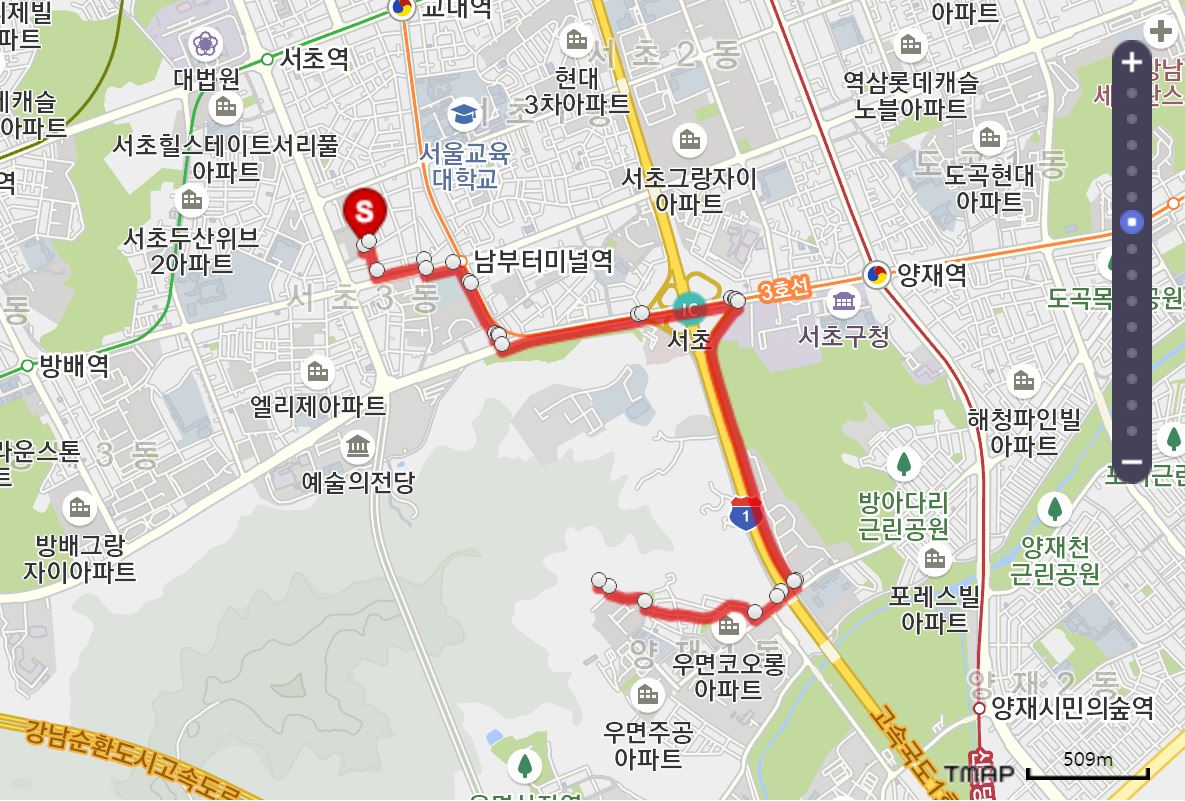 교대역
아파트
제빌
파트
서초2동
서초역
대법원
현대
3차아파트
역삼롯데캐슬
노블아파트
강남
세
캐슬
아파트
서초힐스테이트서리풀
아파트
서울교육
대학교
서초그랑자이
아파트
도곡1동
도곡현대
아파트
역
서초두산위브
2아파트
S
남부터미널역
양재역
3호선
IC
서초3동
서초
서초구청
동
방배역
엘리제아파트
해청파인빌
아파트
라운스톤
3동
예술의전당
방아다리
근린공원
1
방배그랑
자이아파트
양재천
근린공원
포레스빌
아파트
우면코오롱
아파트
양재2동
양재시민의숲역
우면주공
아파트
강남순환도시고속도로
고속국도1
TMAP
509m